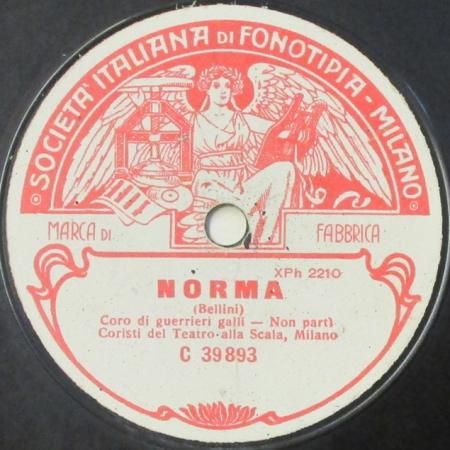 SOCIETA' ITALIANA DI FONOTIPIA - MILANO
MARCA DI FABBRICA
XPh 2210
NORMA
(Bellini)
Coro di guerrieri galli — Non partì
Coristi del Teatro alla Scala, Milano
C 39893